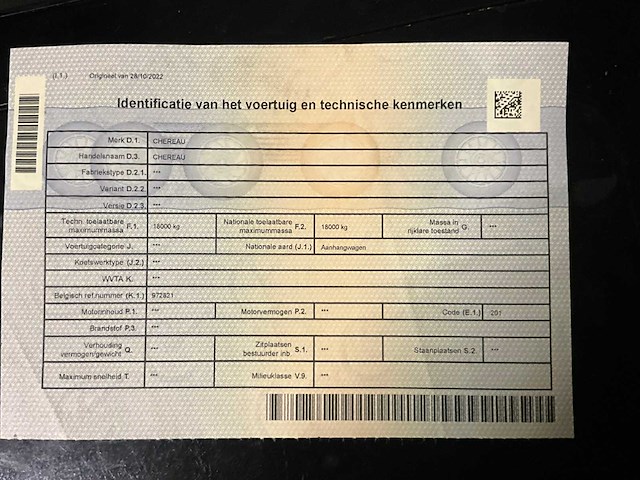 (I.1) Origineel van 28/10/2022
Identificatie van het voertuig en technische kenmerken
Merk D.1. CHEREAU
Handelsnaam D.3. CHEREAU
Fabriekstype D.2.1. ***
Variant D.2.2. ***
Versie D.2.3. ***
Techn. toelaatbare maximummassa F.1. 18000 kg Nationale toelaatbare maximummassa F.2. 18000 kg Massa in rijklare toestand G. ***
Voertuigcategorie J. *** Nationale aard (J.1.) Aanhangwagen
Koetswerktype (J.2.) ***
WVTA K. ***
Belgisch ref.nummer (K.1.) 972821
Motorinhoud P.1. *** Motorvermogen P.2. *** Code (E.1.) 201
Brandstof P.3. ***
Verhouding vermogen/gewicht Q. *** Zitplaatsen bestuurder inb. S.1. *** Staanplaatsen S.2. ***
Maximum snelheid T. *** Milieuklasse V.9. ***